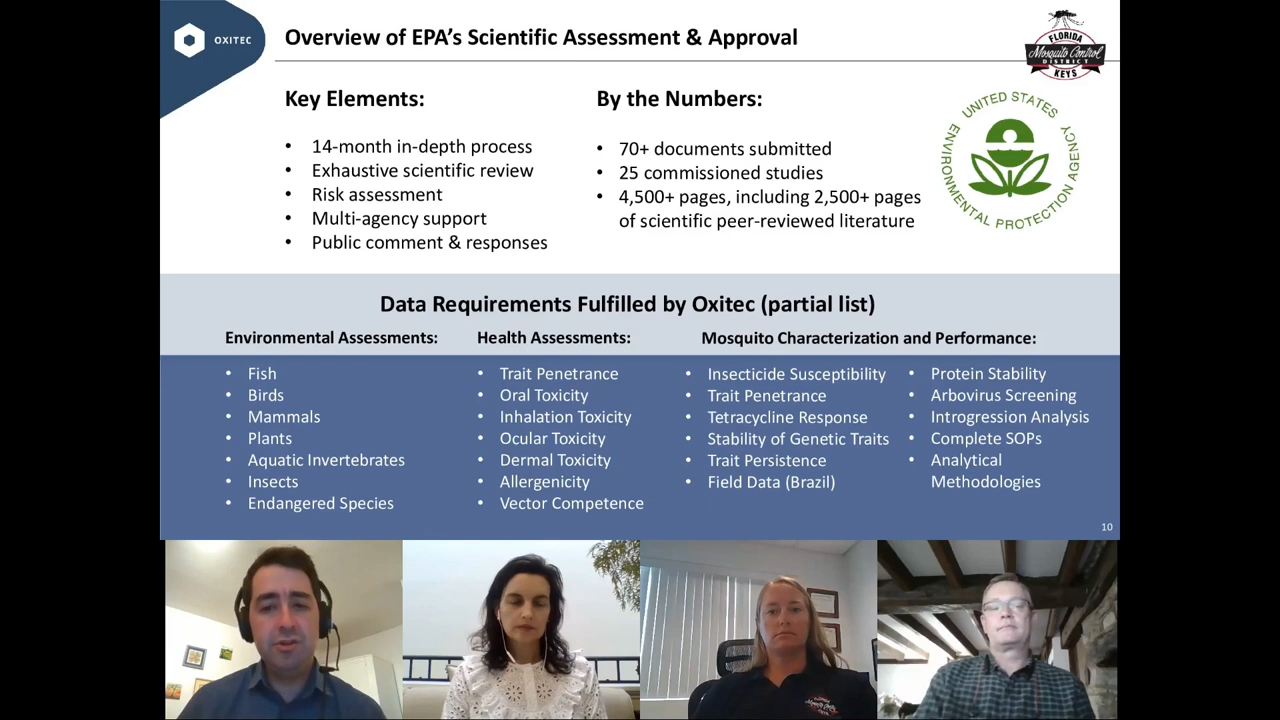 OXITEC
Overview of EPA's Scientific Assessment & Approval
FLORIDA
Mosquito Control
DISTRICT
KEYS
Key Elements:
• 14-month in-depth process
• Exhaustive scientific review
• Risk assessment
• Multi-agency support
• Public comment & responses
By the Numbers:
• 70+ documents submitted
• 25 commissioned studies
• 4,500+ pages, including 2,500+ pages
of scientific peer-reviewed literature
UNITED STATES
ENVIRONMENTAL PROTECTION AGENCY
Data Requirements Fulfilled by Oxitec (partial list)
Environmental Assessments:
• Fish
• Birds
• Mammals
• Plants
• Aquatic Invertebrates
• Insects
• Endangered Species
Health Assessments:
• Trait Penetrance
• Oral Toxicity
• Inhalation Toxicity
• Ocular Toxicity
• Dermal Toxicity
• Allergenicity
• Vector Competence
Mosquito Characterization and Performance:
• Insecticide Susceptibility
• Trait Penetrance
• Tetracycline Response
• Stability of Genetic Traits
• Trait Persistence
• Field Data (Brazil)
• Protein Stability
• Arbovirus Screening
• Introgression Analysis
• Complete SOPs
• Analytical
Methodologies
10